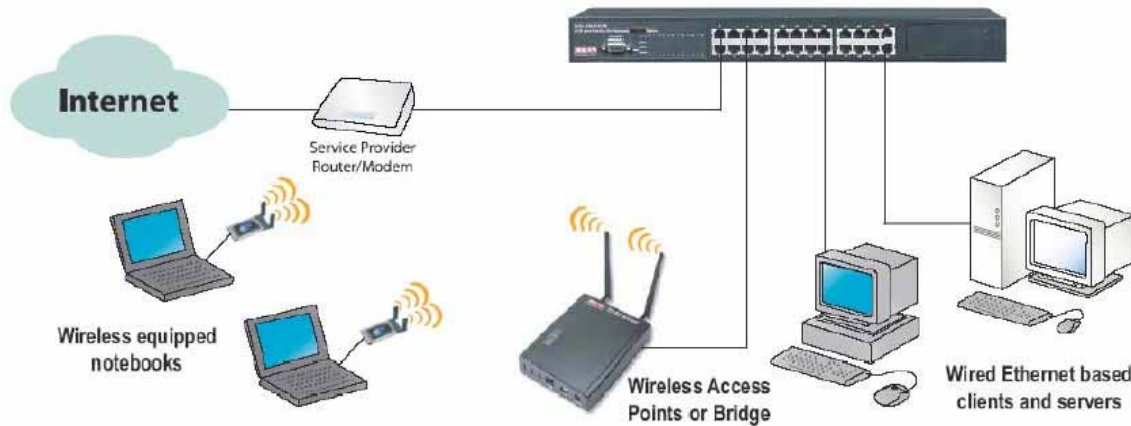 Internet
Service Provider
Router/Modem
Wireless equipped
notebooks
Wireless Access
Points or Bridge
Wired Ethernet based
clients and servers